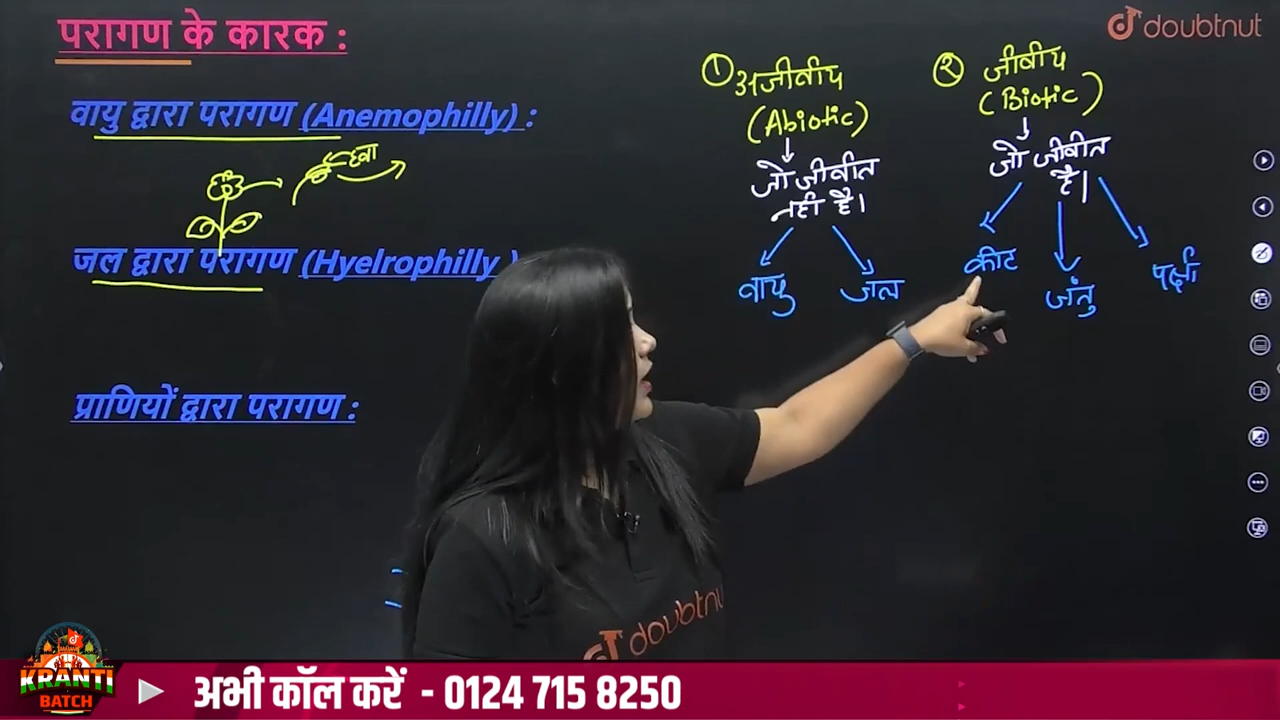 परागण के कारक :
doubtnut
वायु द्वारा परागण (Anemophilly) :
हवा
जल द्वारा परागण (Hyelrophilly )
प्राणियों द्वारा परागण :
① अजीवीय
(Abiotic)
जो जीवीत
नही है।
वायु
जल
② जीवीय
(Biotic)
जो जीवीत
है।
कीट
जंतु
पक्षी
doubtnu
KRANTI
BATCH
अभी कॉल करें - 0124 715 8250